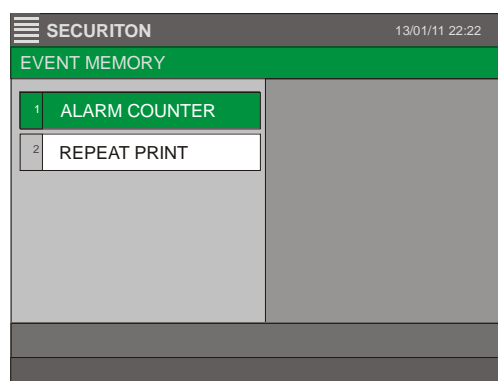 SECURITON 13/01/11 22:22
EVENT MEMORY
1 ALARM COUNTER
2 REPEAT PRINT